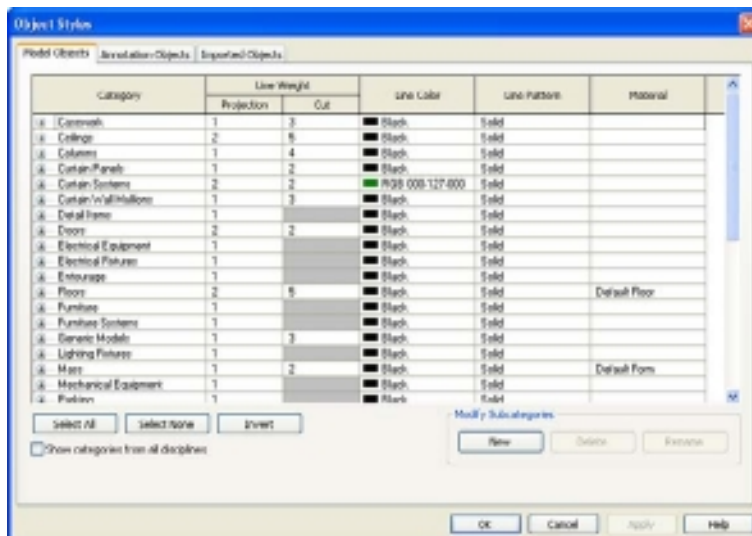 Object Styles
Model Objects Annotation Objects Imported Objects
Category Line Weight Line Color Line Pattern Material
Projection Cut
Casework 1 3 Black Solid
Ceilings 2 5 Black Solid
Columns 1 4 Black Solid
Curtain Panels 1 2 Black Solid
Curtain Systems 2 2 RGB 000-127-000 Solid
Curtain Wall Mullions 1 3 Black Solid
Detail Items 1 Black Solid
Doors 2 2 Black Solid
Electrical Equipment 1 Black Solid
Electrical Fixtures 1 Black Solid
Entourage 1 Black Solid
Floors 2 5 Black Solid Default Floor
Furniture 1 Black Solid
Furniture Systems 1 Black Solid
Generic Models 1 3 Black Solid
Lighting Fixtures 1 Black Solid
Mass 1 2 Black Solid Default Form
Mechanical Equipment 1 Black Solid
Parking 1 Black Solid
Select All Select None Invert
Show categories from all disciplines
Modify Subcategories
New Delete Rename
OK Cancel Apply Help